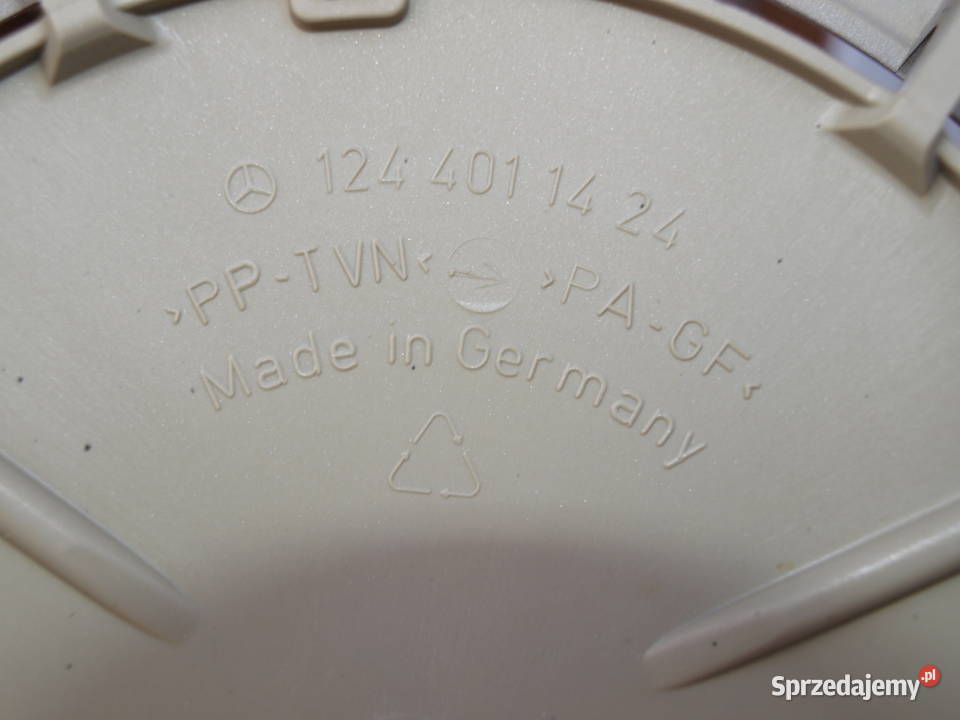 124 401 14 24
>PP-TVN< >PA-GF<
Made in Germany
Sprzedajemy.pl